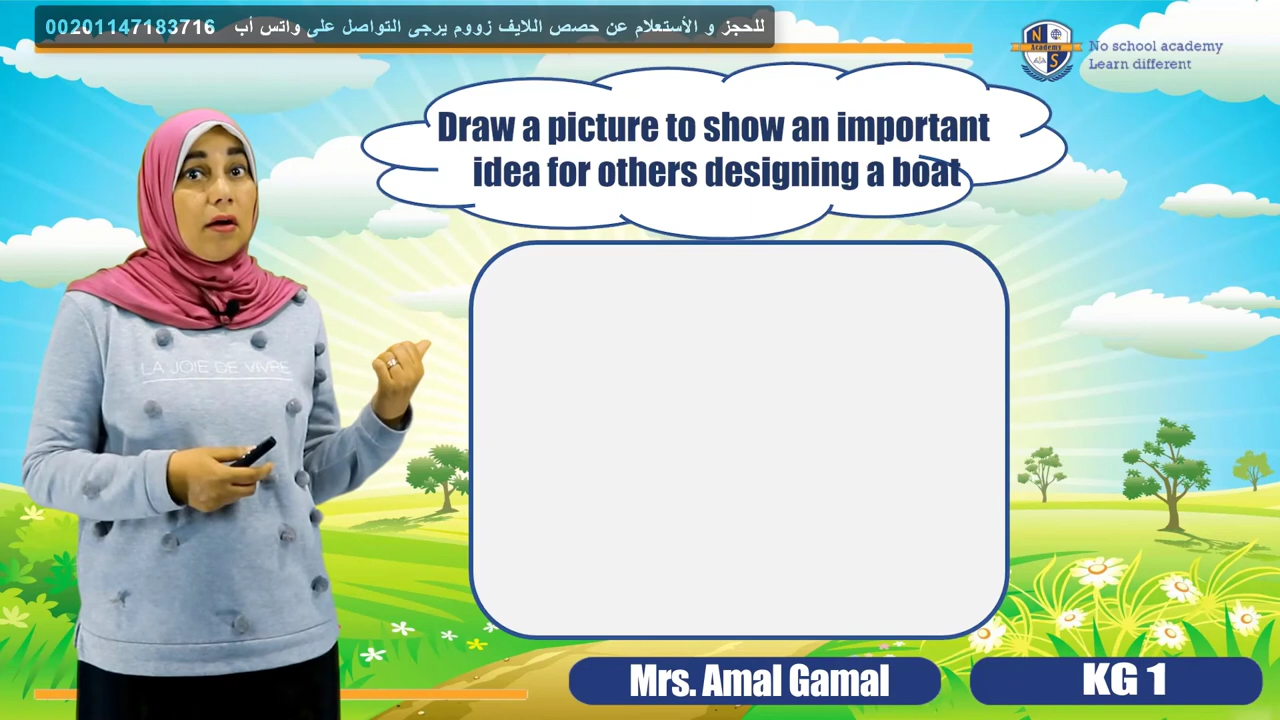 للحجز و الأستعلام عن حصص اللايف زووم يرجى التواصل على واتس أب 00201147183716
No school academy
Learn different
N
Academy
S
Draw a picture to show an important
idea for others designing a boat
LA JOIE DE VIVRE
Mrs. Amal Gamal
KG 1